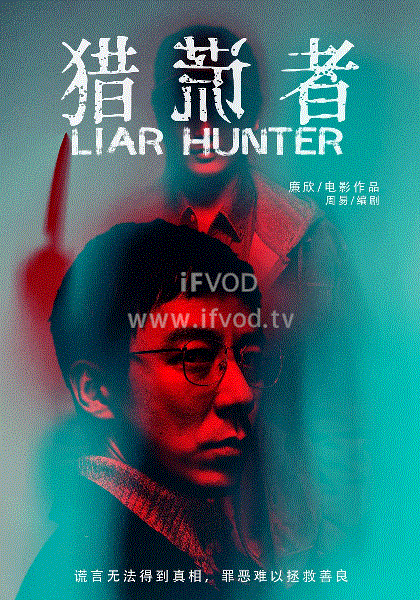 猎谎者
LIAR HUNTER
廉欣/电影作品
周易/编剧
iFVOD
www.ifvod.tv
谎言无法得到真相，罪恶难以拯救善良